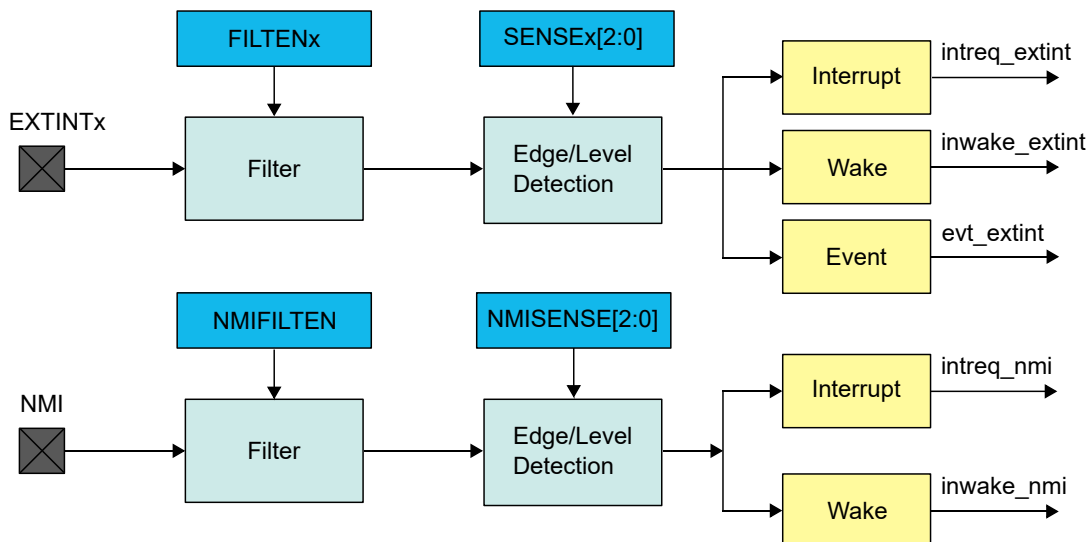 FILTENx
SENSEx[2:0]
intreq_extint
Interrupt
EXTINTx
inwake_extint
Filter
Edge/Level
Detection
Wake
evt_extint
Event
NMIFILTEN
NMISENSE[2:0]
intreq_nmi
Interrupt
NMI
Filter
Edge/Level
Detection
inwake_nmi
Wake